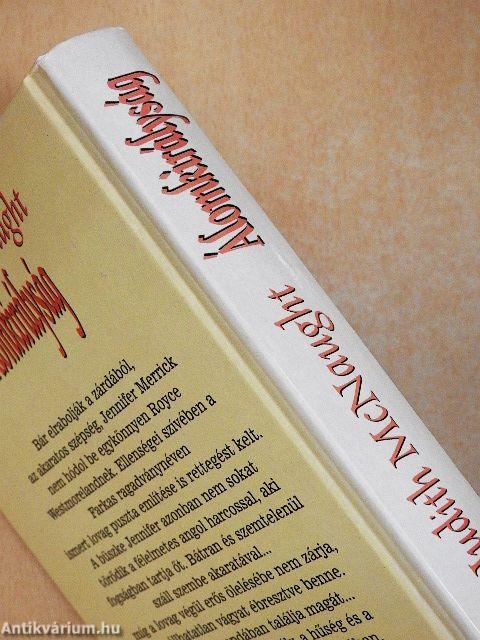 Álomkirályság
Judith McNaught
Bár elrabolják a zárdából,
az akaratos szépség, Jennifer Merrick
nem hódol be egykönnyen Royce
Westmorelandnek. Ellenségei szívében a
Farkas ragadványnéven
ismert lovag puszta említése is rettegést kelt.
A büszke Jennifer azonban nem sokat
törődik a félelmetes angol harcossal, aki
fogságban tartja őt. Bátran és szemtelenül
száll szembe akaratával...
míg a lovag végül erős ölelésébe nem zárja,
vágyat ébresztve benne.
találja magát...
a hűség és a
Antikvárium.hu